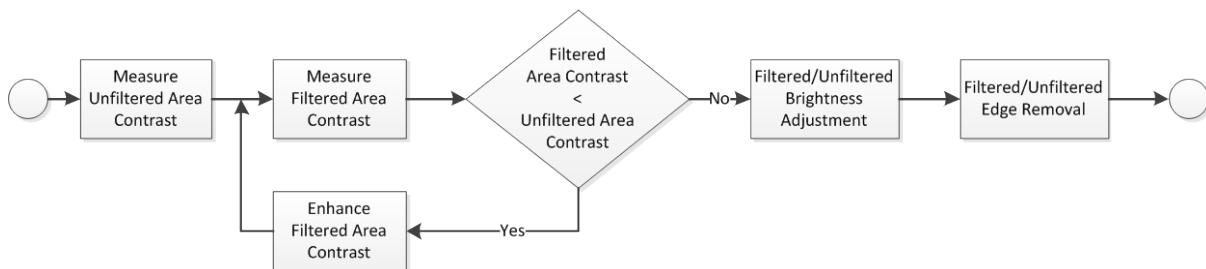 Measure
Unfiltered Area
Contrast
Measure
Filtered Area
Contrast
Filtered
Area Contrast
<
Unfiltered Area
Contrast
No
Filtered/Unfiltered
Brightness
Adjustment
Filtered/Unfiltered
Edge Removal
Enhance
Filtered Area
Contrast
Yes